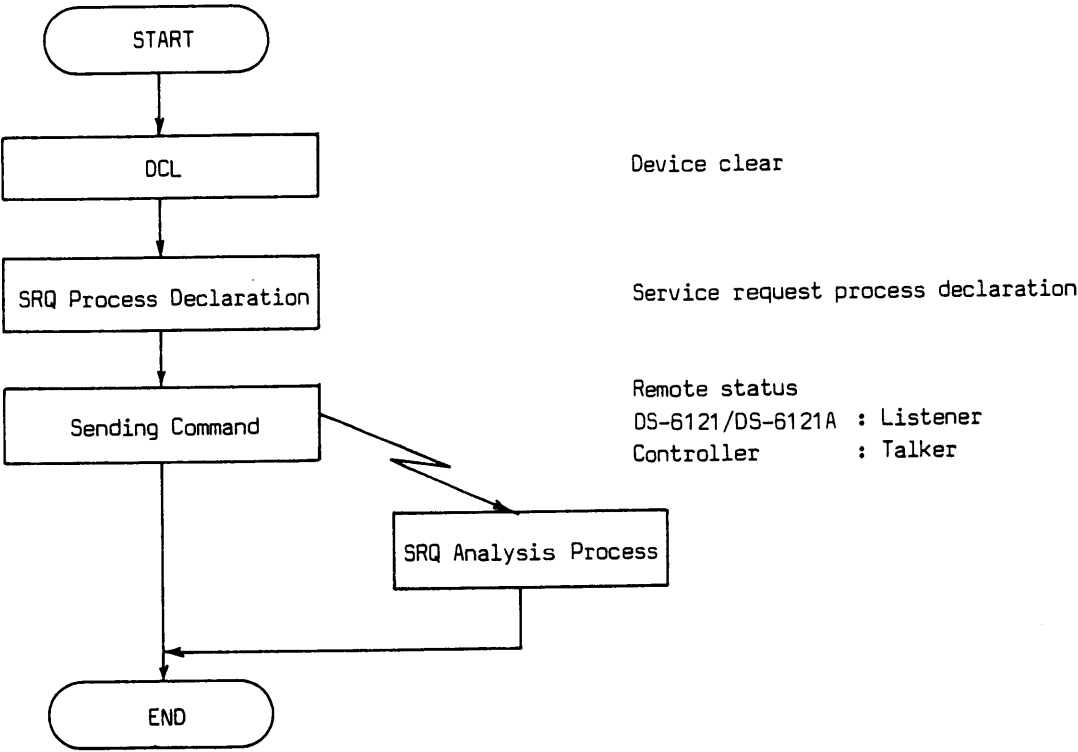 START
DCL
Device clear
SRQ Process Declaration
Service request process declaration
Sending Command
Remote status
DS-6121/DS-6121A : Listener
Controller : Talker
SRQ Analysis Process
END